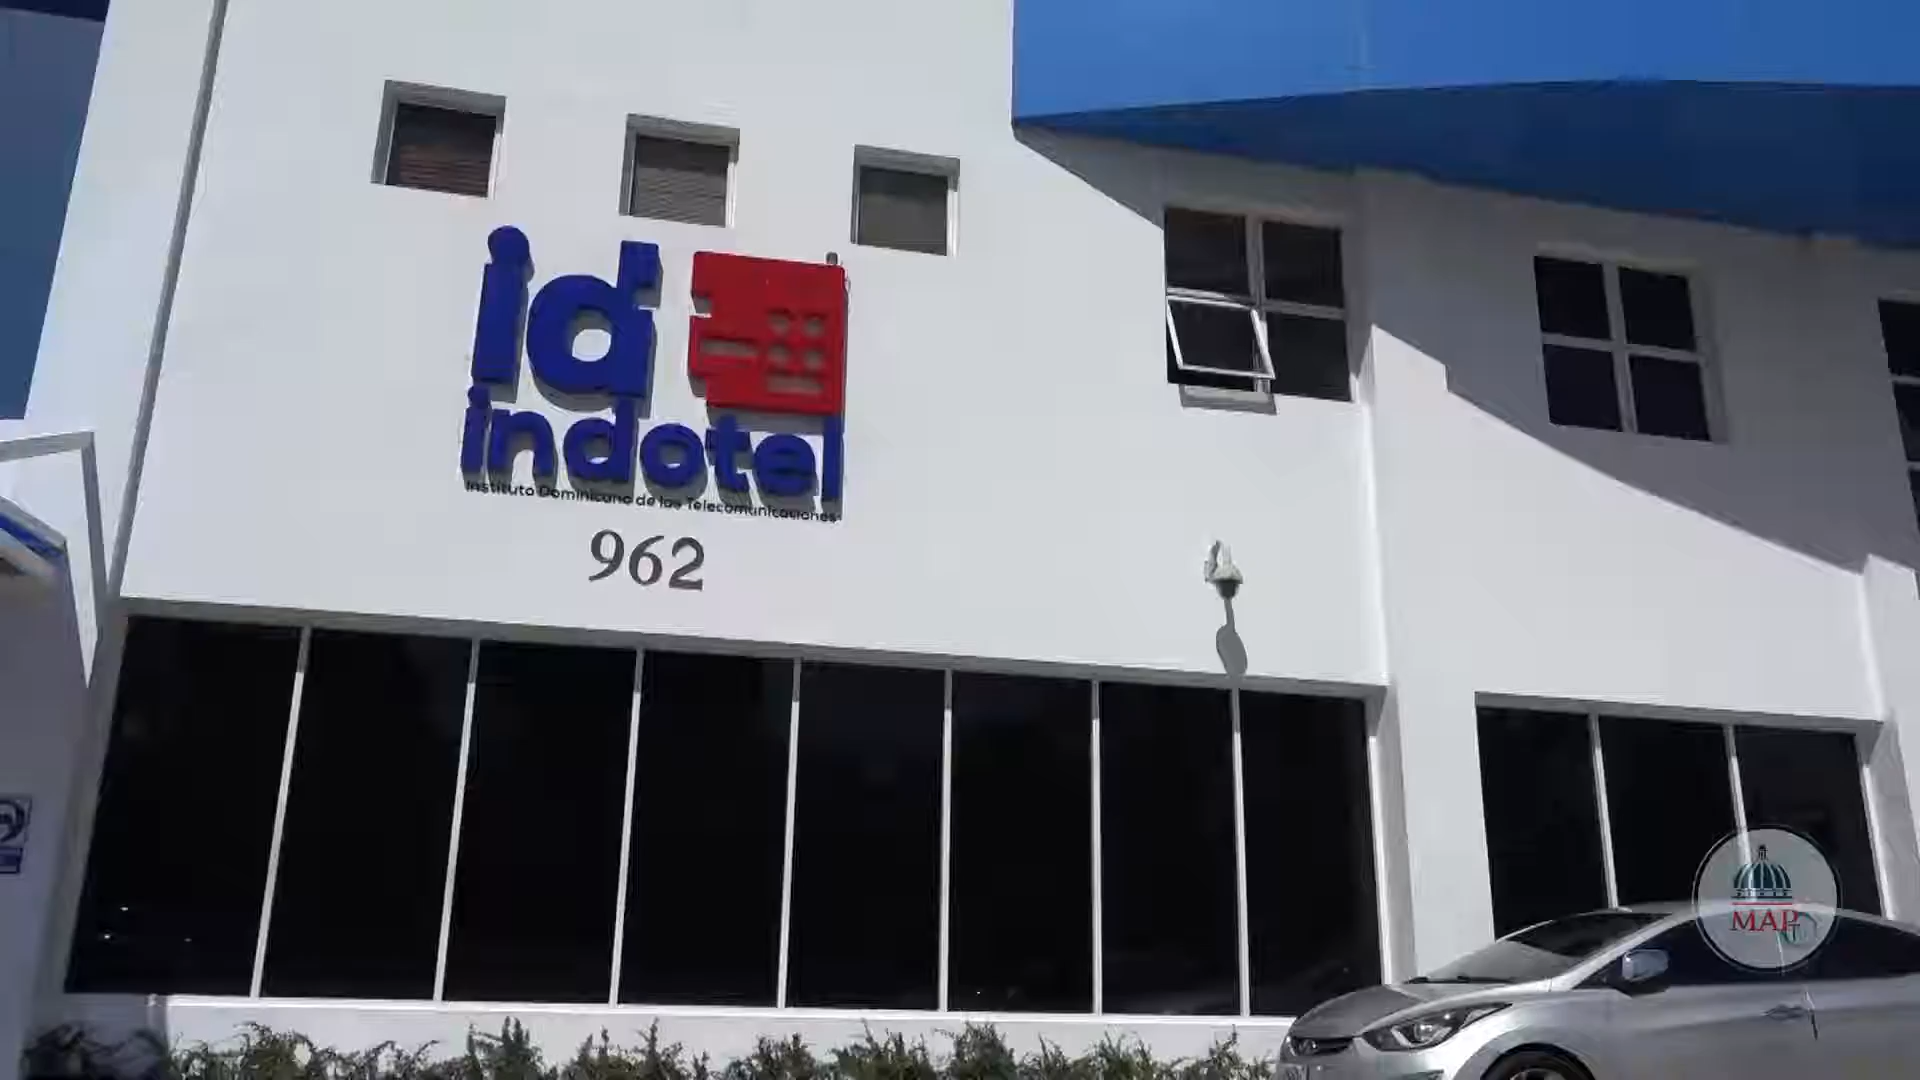 id
indotel
Instituto Dominicano de las Telecomunicaciones
962
MAP